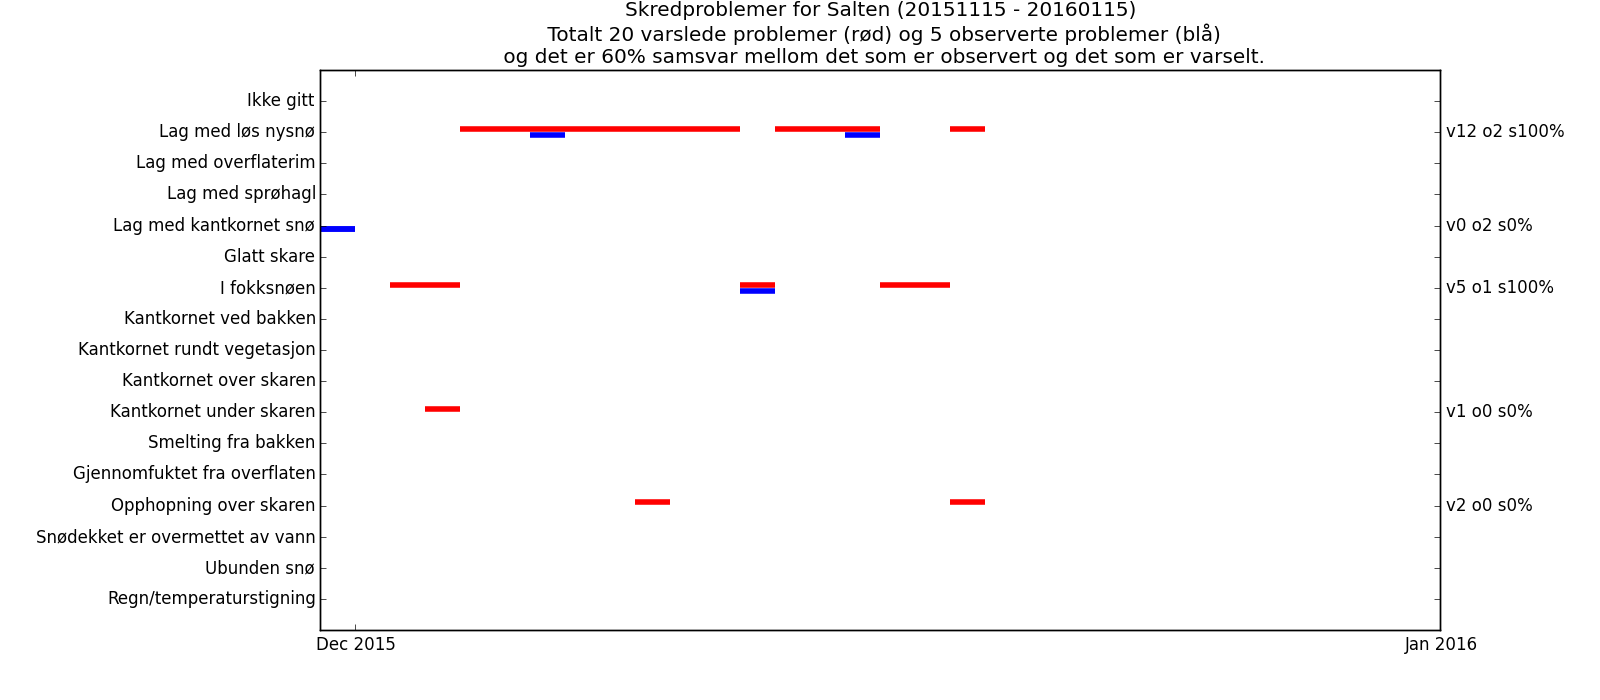 Skredproblemer for Salten (20151115 - 20160115)
Totalt 20 varslede problemer (rød) og 5 observerte problemer (blå)
og det er 60% samsvar mellom det som er observert og det som er varselt.
Ikke gitt
Lag med løs nysnø v12 o2 s100%
Lag med overflaterim
Lag med sprøhagl
Lag med kantkornet snø v0 o2 s0%
Glatt skare
I fokksnøen v5 o1 s100%
Kantkornet ved bakken
Kantkornet rundt vegetasjon
Kantkornet over skaren
Kantkornet under skaren v1 o0 s0%
Smelting fra bakken
Gjennomfuktet fra overflaten
Opphopning over skaren v2 o0 s0%
Snødekket er overmettet av vann
Ubunden snø
Regn/temperaturstigning
Dec 2015 Jan 2016